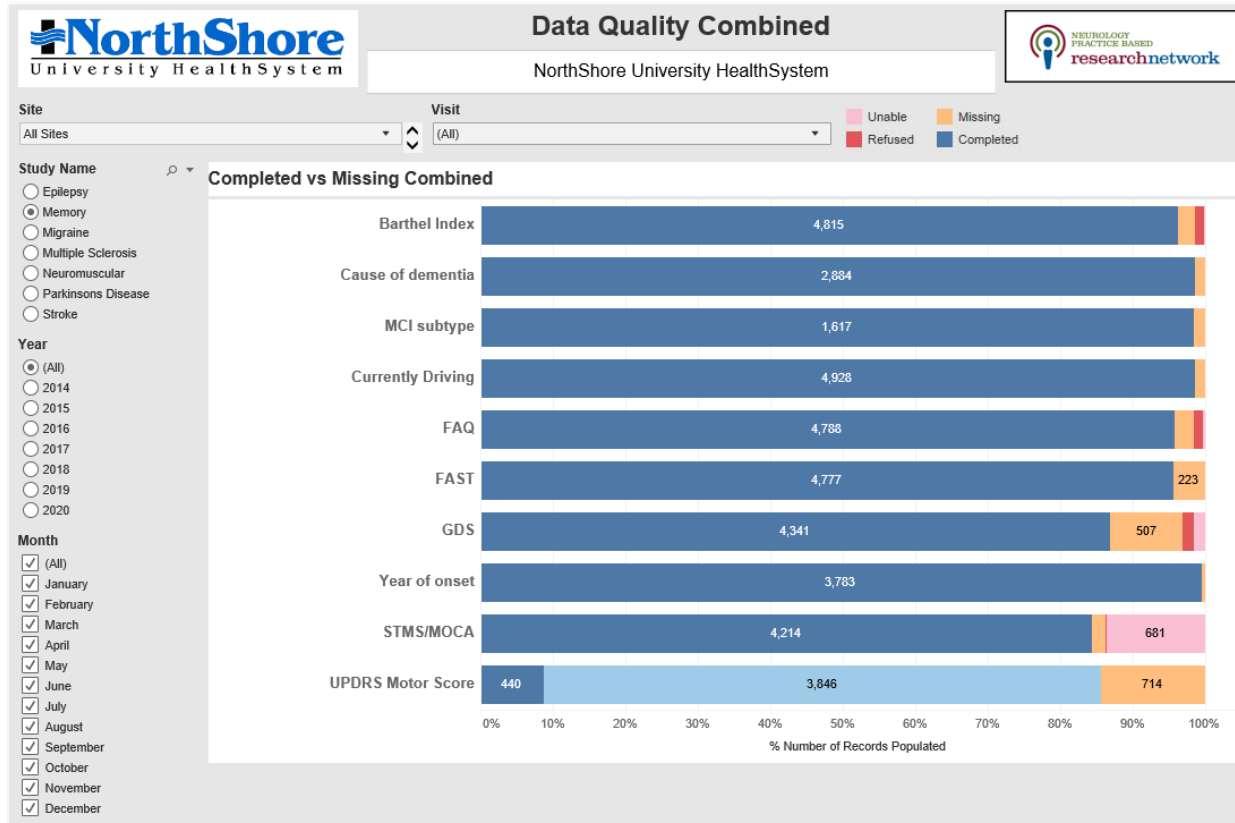 NorthShore
University HealthSystem
Data Quality Combined
NorthShore University HealthSystem
NEUROLOGY
PRACTICE BASED
researchnetwork
Site
All Sites
Visit
(All)
Unable
Missing
Refused
Completed
Study Name
Epilepsy
Memory
Migraine
Multiple Sclerosis
Neuromuscular
Parkinsons Disease
Stroke
Year
(All)
2014
2015
2016
2017
2018
2019
2020
Month
(All)
January
February
March
April
May
June
July
August
September
October
November
December
Completed vs Missing Combined
Barthel Index 4,815
Cause of dementia 2,884
MCI subtype 1,617
Currently Driving 4,928
FAQ 4,788
FAST 4,777 223
GDS 4,341 507
Year of onset 3,783
STMS/MOCA 4,214 681
UPDRS Motor Score 440 3,846 714
0% 10% 20% 30% 40% 50% 60% 70% 80% 90% 100%
% Number of Records Populated